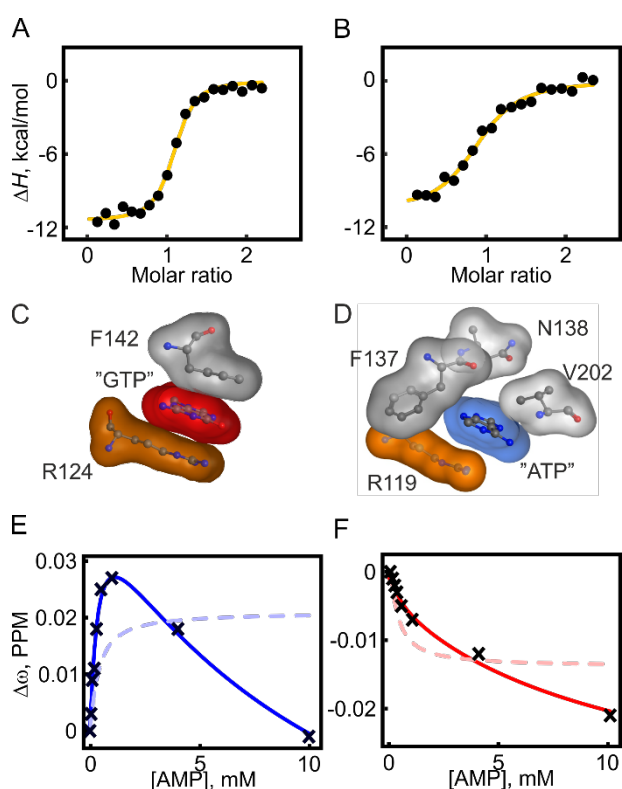 A
B
ΔH, kcal/mol
0
-6
-12
0
1
2
Molar ratio
0
-6
-12
0
1
2
Molar ratio
C
F142
"GTP"
R124
D
N138
F137
V202
R119
"ATP"
E
Δω, PPM
0.03
0.02
0.01
0
0
5
10
[AMP], mM
F
0
-0.01
-0.02
0
5
10
[AMP], mM